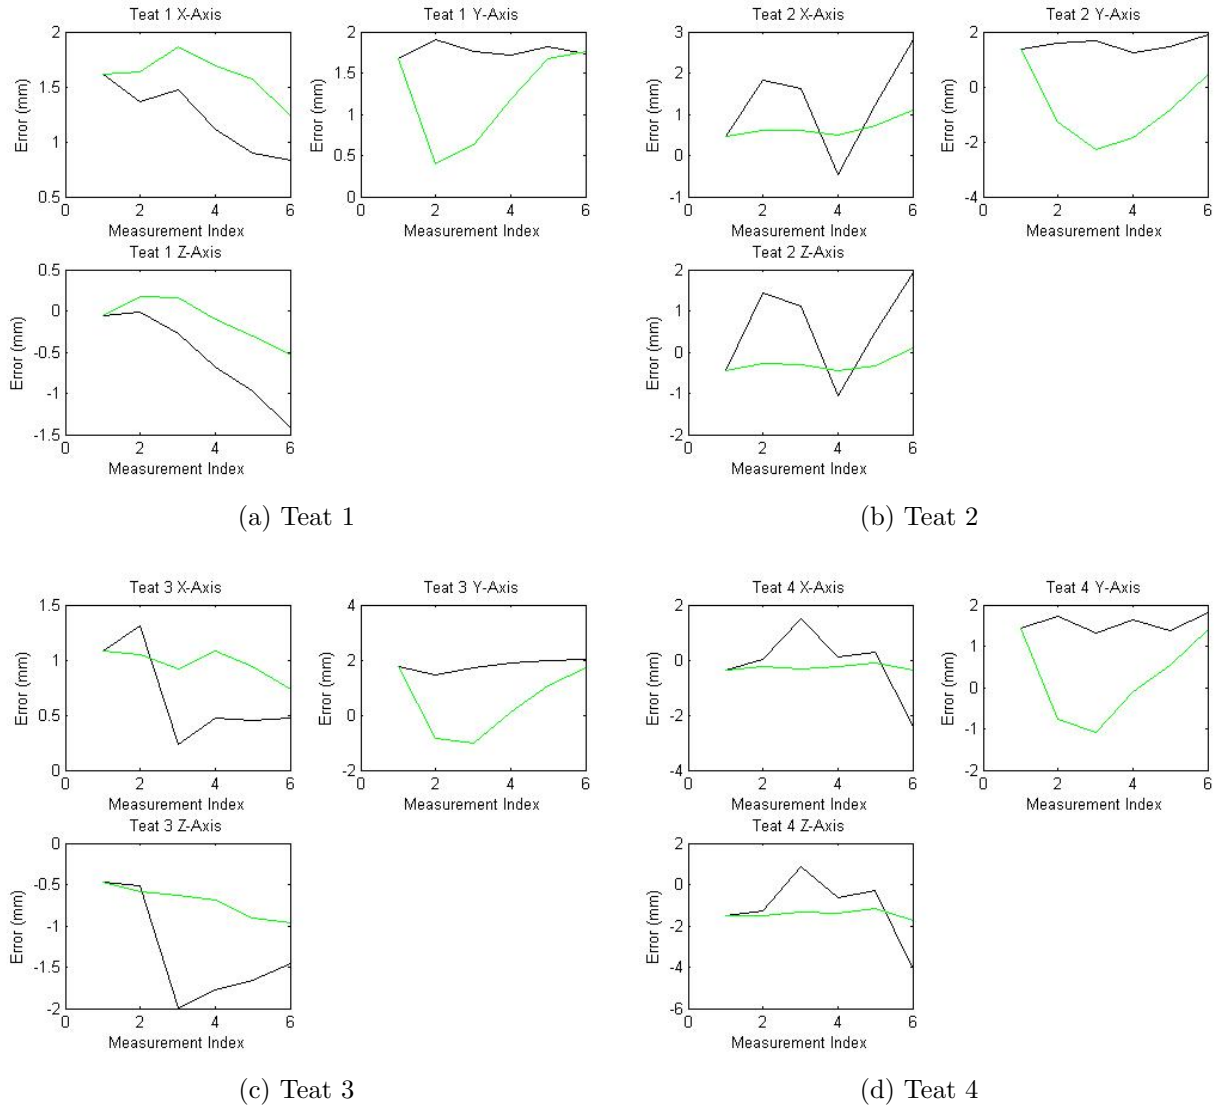 Teat 1 X-Axis
Error (mm)
2
1.5
1
0.5
0 2 4 6
Measurement Index
Teat 1 Y-Axis
Error (mm)
2
1.5
1
0.5
0
0 2 4 6
Measurement Index
Teat 1 Z-Axis
Error (mm)
0.5
0
-0.5
-1
-1.5
0 2 4 6
Measurement Index
(a) Teat 1
Teat 2 X-Axis
Error (mm)
3
2
1
0
-1
0 2 4 6
Measurement Index
Teat 2 Y-Axis
Error (mm)
2
0
-2
-4
0 2 4 6
Measurement Index
Teat 2 Z-Axis
Error (mm)
2
1
0
-1
-2
0 2 4 6
Measurement Index
(b) Teat 2
Teat 3 X-Axis
Error (mm)
1.5
1
0.5
0
0 2 4 6
Measurement Index
Teat 3 Y-Axis
Error (mm)
4
2
0
-2
0 2 4 6
Measurement Index
Teat 3 Z-Axis
Error (mm)
0
-0.5
-1
-1.5
-2
0 2 4 6
Measurement Index
(c) Teat 3
Teat 4 X-Axis
Error (mm)
2
0
-2
-4
0 2 4 6
Measurement Index
Teat 4 Y-Axis
Error (mm)
2
1
0
-1
-2
0 2 4 6
Measurement Index
Teat 4 Z-Axis
Error (mm)
2
0
-2
-4
-6
0 2 4 6
Measurement Index
(d) Teat 4